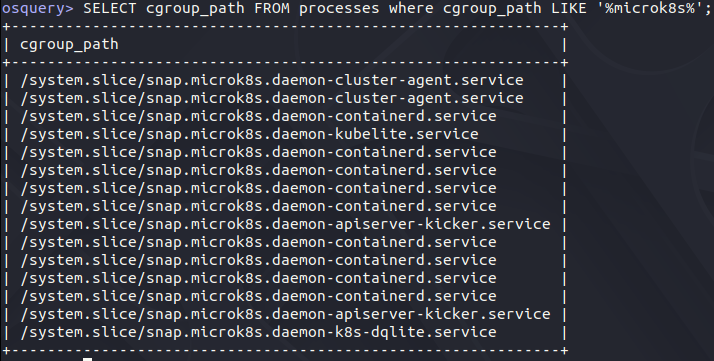 osquery> SELECT cgroup_path FROM processes where cgroup_path LIKE '%microk8s%';
+-------------------------------------------------------------+
| cgroup_path                                                 |
+-------------------------------------------------------------+
| /system.slice/snap.microk8s.daemon-cluster-agent.service    |
| /system.slice/snap.microk8s.daemon-cluster-agent.service    |
| /system.slice/snap.microk8s.daemon-containerd.service       |
| /system.slice/snap.microk8s.daemon-kubelite.service         |
| /system.slice/snap.microk8s.daemon-containerd.service       |
| /system.slice/snap.microk8s.daemon-containerd.service       |
| /system.slice/snap.microk8s.daemon-containerd.service       |
| /system.slice/snap.microk8s.daemon-containerd.service       |
| /system.slice/snap.microk8s.daemon-apiserver-kicker.service |
| /system.slice/snap.microk8s.daemon-containerd.service       |
| /system.slice/snap.microk8s.daemon-containerd.service       |
| /system.slice/snap.microk8s.daemon-containerd.service       |
| /system.slice/snap.microk8s.daemon-containerd.service       |
| /system.slice/snap.microk8s.daemon-apiserver-kicker.service |
| /system.slice/snap.microk8s.daemon-k8s-dqlite.service       |
+-------------------------------------------------------------+